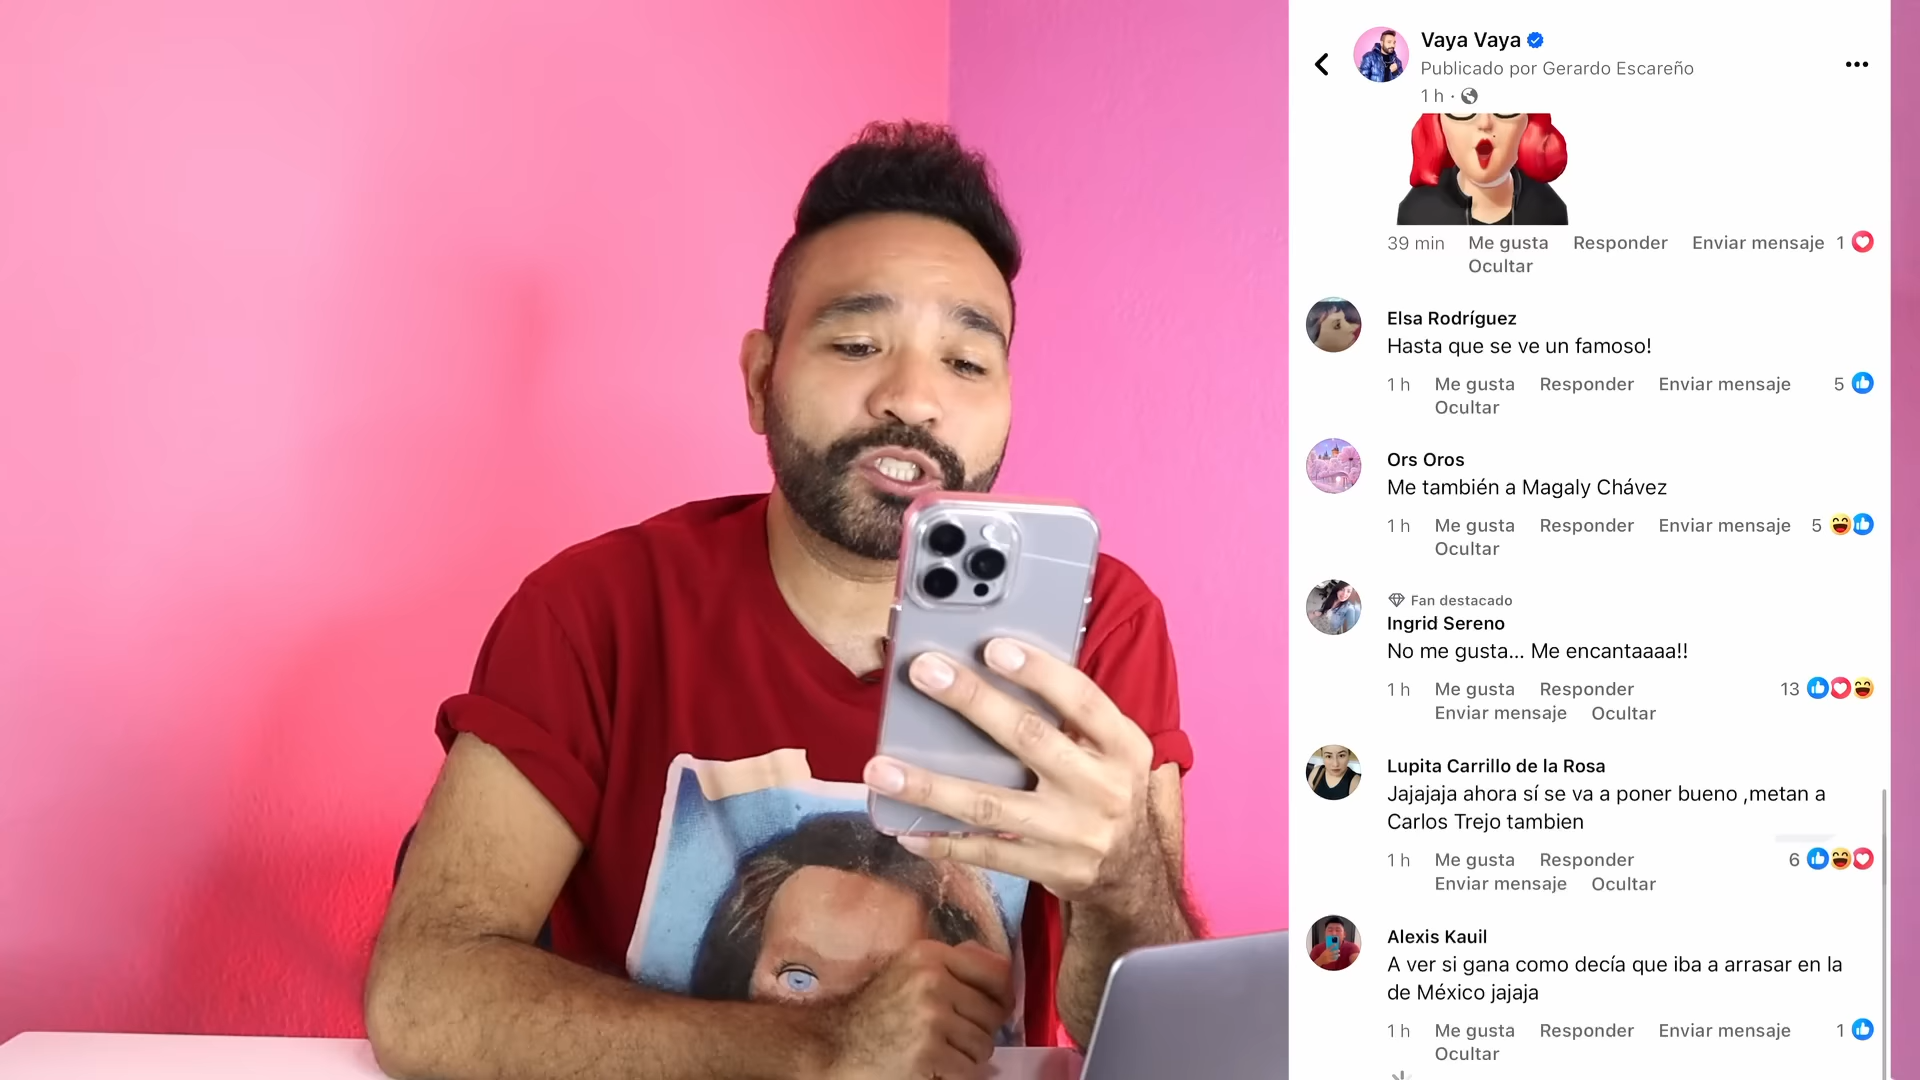 Vaya Vaya
Publicado por Gerardo Escareño
1 h ·
39 min Me gusta Responder Enviar mensaje 1
Ocultar
Elsa Rodríguez
Hasta que se ve un famoso!
1 h Me gusta Responder Enviar mensaje 5
Ocultar
Ors Oros
Me también a Magaly Chávez
1 h Me gusta Responder Enviar mensaje 5
Ocultar
Fan destacado
Ingrid Sereno
No me gusta... Me encantaaaa!!
1 h Me gusta Responder 13
Enviar mensaje Ocultar
Lupita Carrillo de la Rosa
Jajajaja ahora sí se va a poner bueno ,metan a
Carlos Trejo tambien
1 h Me gusta Responder 6
Enviar mensaje Ocultar
Alexis Kauil
A ver si gana como decía que iba a arrasar en la
de México jajaja
1 h Me gusta Responder Enviar mensaje 1
Ocultar